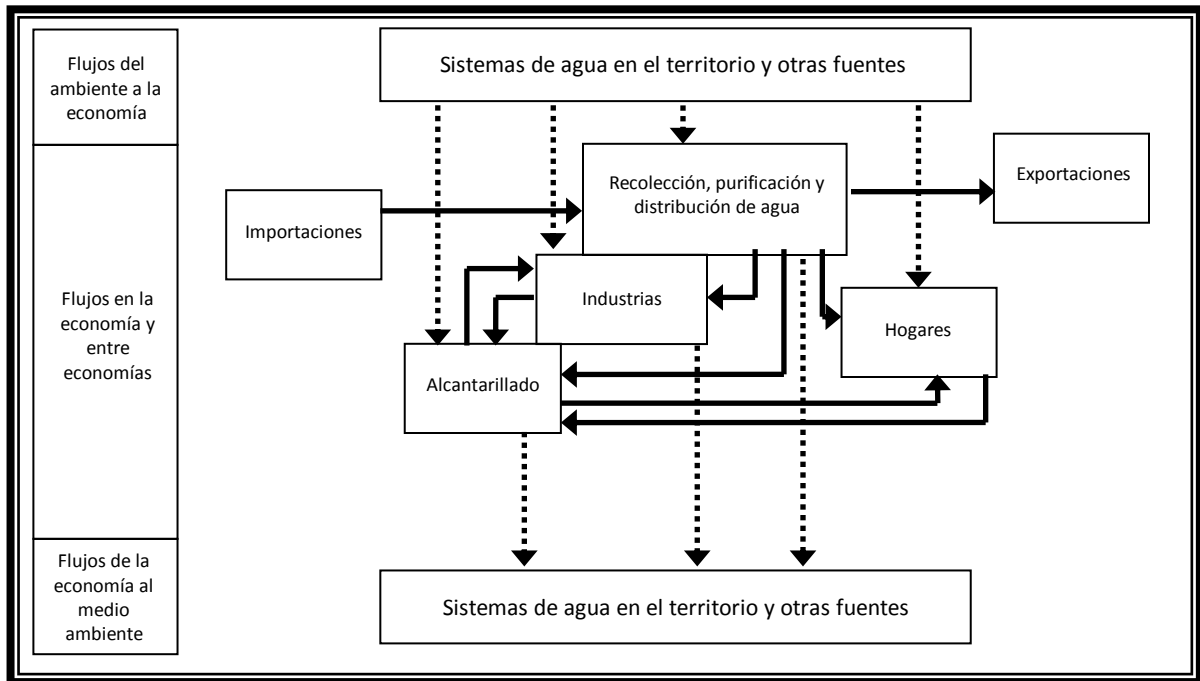 Flujos del
ambiente a la
economía
Sistemas de agua en el territorio y otras fuentes
Flujos en la
economía y
entre
economías
Importaciones
Recolección, purificación y
distribución de agua
Exportaciones
Industrias
Hogares
Alcantarillado
Flujos de la
economía al
medio
ambiente
Sistemas de agua en el territorio y otras fuentes